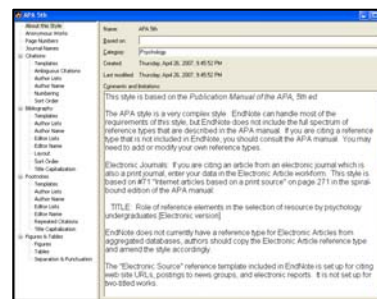 APA 5th
About this Style
Anonymous Works
Page Numbers
Journal Names
Citations
Templates
Ambiguous Citations
Author Lists
Author Name
Numbering
Sort Order
Bibliography
Templates
Author Lists
Author Name
Editor Lists
Editor Name
Layout
Sort Order
Title Capitalization
Footnotes
Templates
Author Lists
Author Name
Editor Lists
Editor Name
Repeated Citations
Title Capitalization
Figures & Tables
Figures
Tables
Separation & Punctuation
Name: APA 5th
Based on:
Category: Psychology
Created: Thursday, April 26, 2007, 9:45:52 PM
Last modified: Thursday, April 26, 2007, 9:45:52 PM
Comments and limitations:
This style is based on the Publication Manual of the APA, 5th ed.
The APA style is a very complex style. EndNote can handle most of the
requirements of this style, but EndNote does not include the full spectrum of
reference types that are described in the APA manual. If you are citing a reference
type that is not included in EndNote, you should consult the APA manual. You may
need to add or modify your own reference types.
Electronic Journals: If you are citing an article from an electronic journal which is
also a print journal, enter your data in the Electronic Article workform. This style is
based on #71 "Internet articles based on a print source" on page 271 in the spiral-
bound edition of the APA manual:
TITLE: Role of reference elements in the selection of resources by psychology
undergraduates [Electronic version].
EndNote does not currently have a reference type for Electronic Articles from
aggregated databases, authors should copy the Electronic Article reference type
and amend the style accordingly.
The "Electronic Source" reference template included in EndNote is set up for citing
web site URLs, postings to news groups, and electronic reports. It is not set up for
two-titled works.